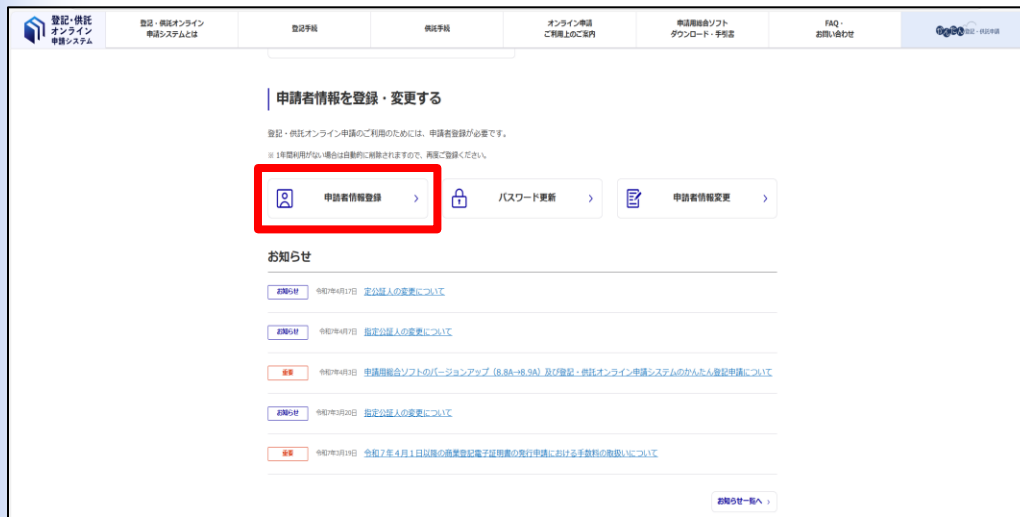 登記・供託
オンライン
申請システム
登記・供託オンライン
申請システムとは
登記手続
供託手続
オンライン申請
ご利用上のご案内
申請用総合ソフト
ダウンロード・手引書
FAQ・
お問い合わせ
かんたん登記・供託申請
申請者情報を登録・変更する
登記・供託オンライン申請のご利用のためには、申請者登録が必要です。
※ 1年間利用がない場合は自動的に削除されますので、再度ご登録ください。
申請者情報登録
パスワード更新
申請者情報変更
お知らせ
お知らせ 令和7年4月17日 定公証人の変更について
お知らせ 令和7年4月7日 指定公証人の変更について
重要 令和7年4月3日 申請用総合ソフトのバージョンアップ（8.8A→8.9A）及び登記・供託オンライン申請システムのかんたん登記申請について
お知らせ 令和7年3月20日 指定公証人の変更について
重要 令和7年3月19日 令和７年４月１日以降の商業登記電子証明書の発行申請における手数料の取扱いについて
お知らせ一覧へ